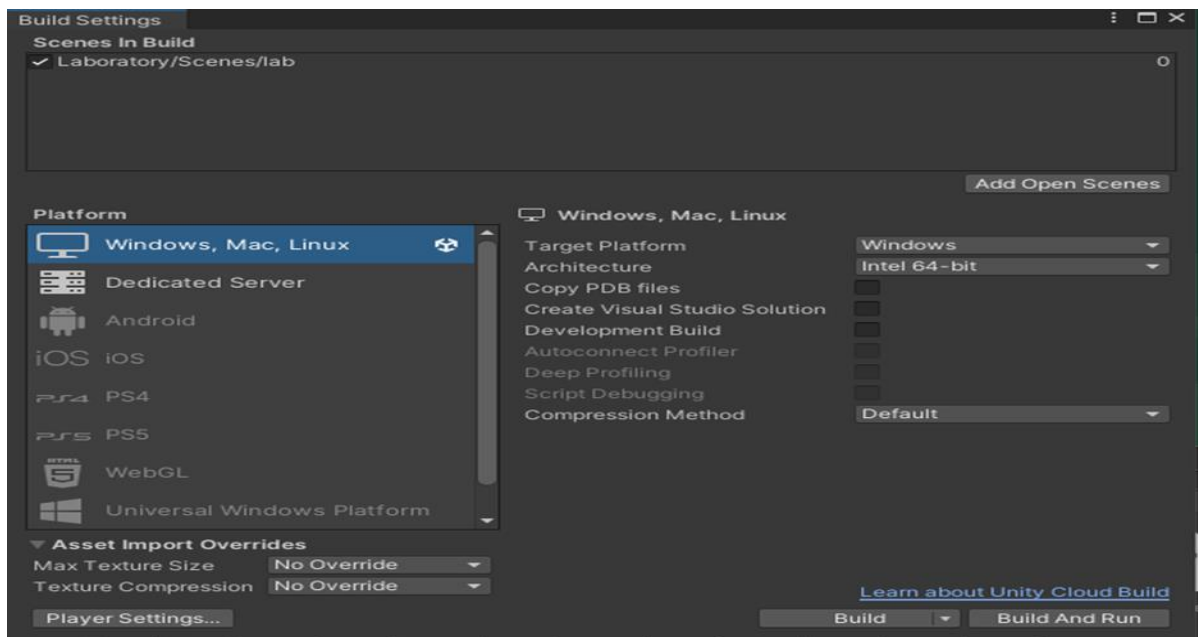 Build Settings
Scenes In Build
Laboratory/Scenes/lab 0
Add Open Scenes
Platform
Windows, Mac, Linux
Dedicated Server
Android
iOS iOS
PS4 PS4
PS5 PS5
HTML 5 WebGL
Universal Windows Platform
Windows, Mac, Linux
Target Platform Windows
Architecture Intel 64-bit
Copy PDB files
Create Visual Studio Solution
Development Build
Autoconnect Profiler
Deep Profiling
Script Debugging
Compression Method Default
Asset Import Overrides
Max Texture Size No Override
Texture Compression No Override
Learn about Unity Cloud Build
Player Settings... Build Build And Run